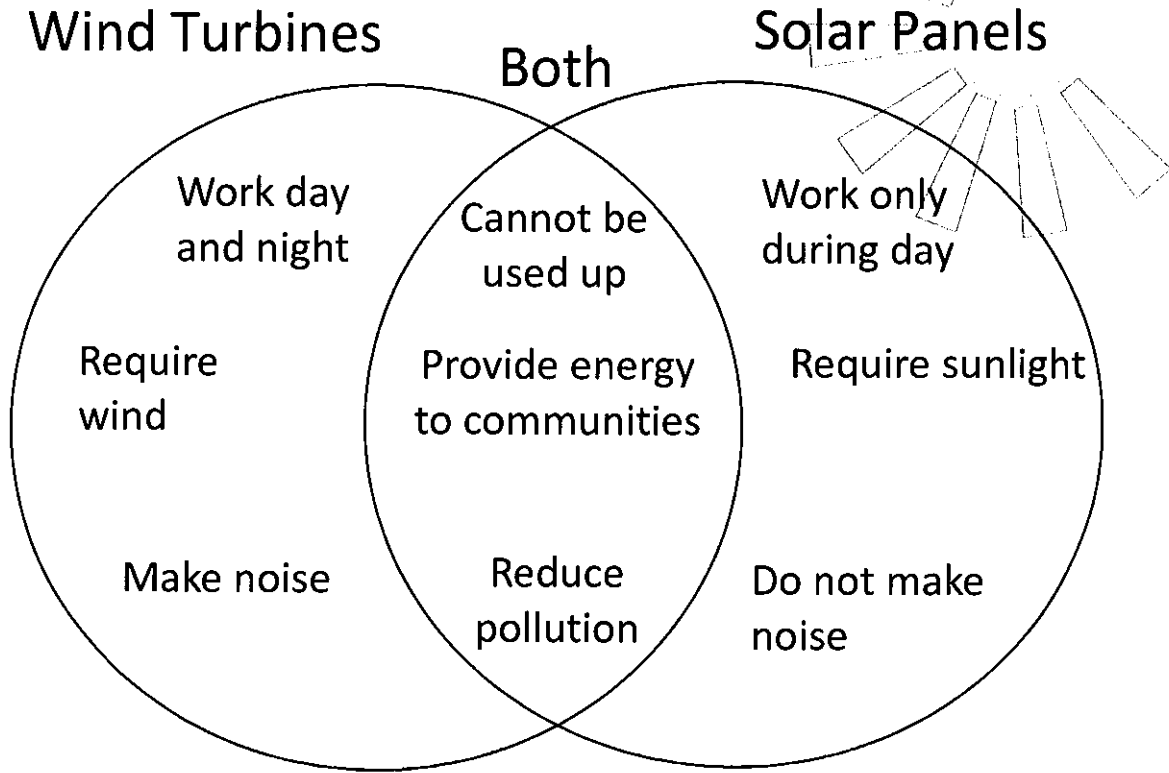 Wind Turbines
Both
Solar Panels
Work day
and night
Require
wind
Make noise
Cannot be
used up
Provide energy
to communities
Reduce
pollution
Work only
during day
Require sunlight
Do not make
noise